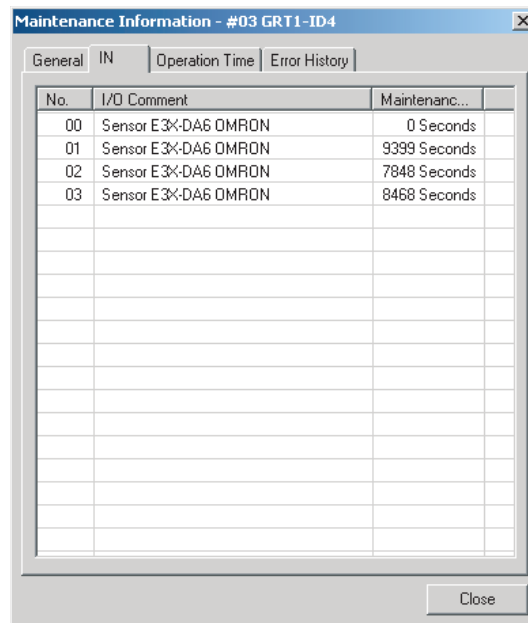 Maintenance Information - #03 GRT1-ID4
General IN Operation Time Error History
No. I/O Comment Maintenanc...
00 Sensor E3X-DA6 OMRON 0 Seconds
01 Sensor E3X-DA6 OMRON 9399 Seconds
02 Sensor E3X-DA6 OMRON 7848 Seconds
03 Sensor E3X-DA6 OMRON 8468 Seconds
Close